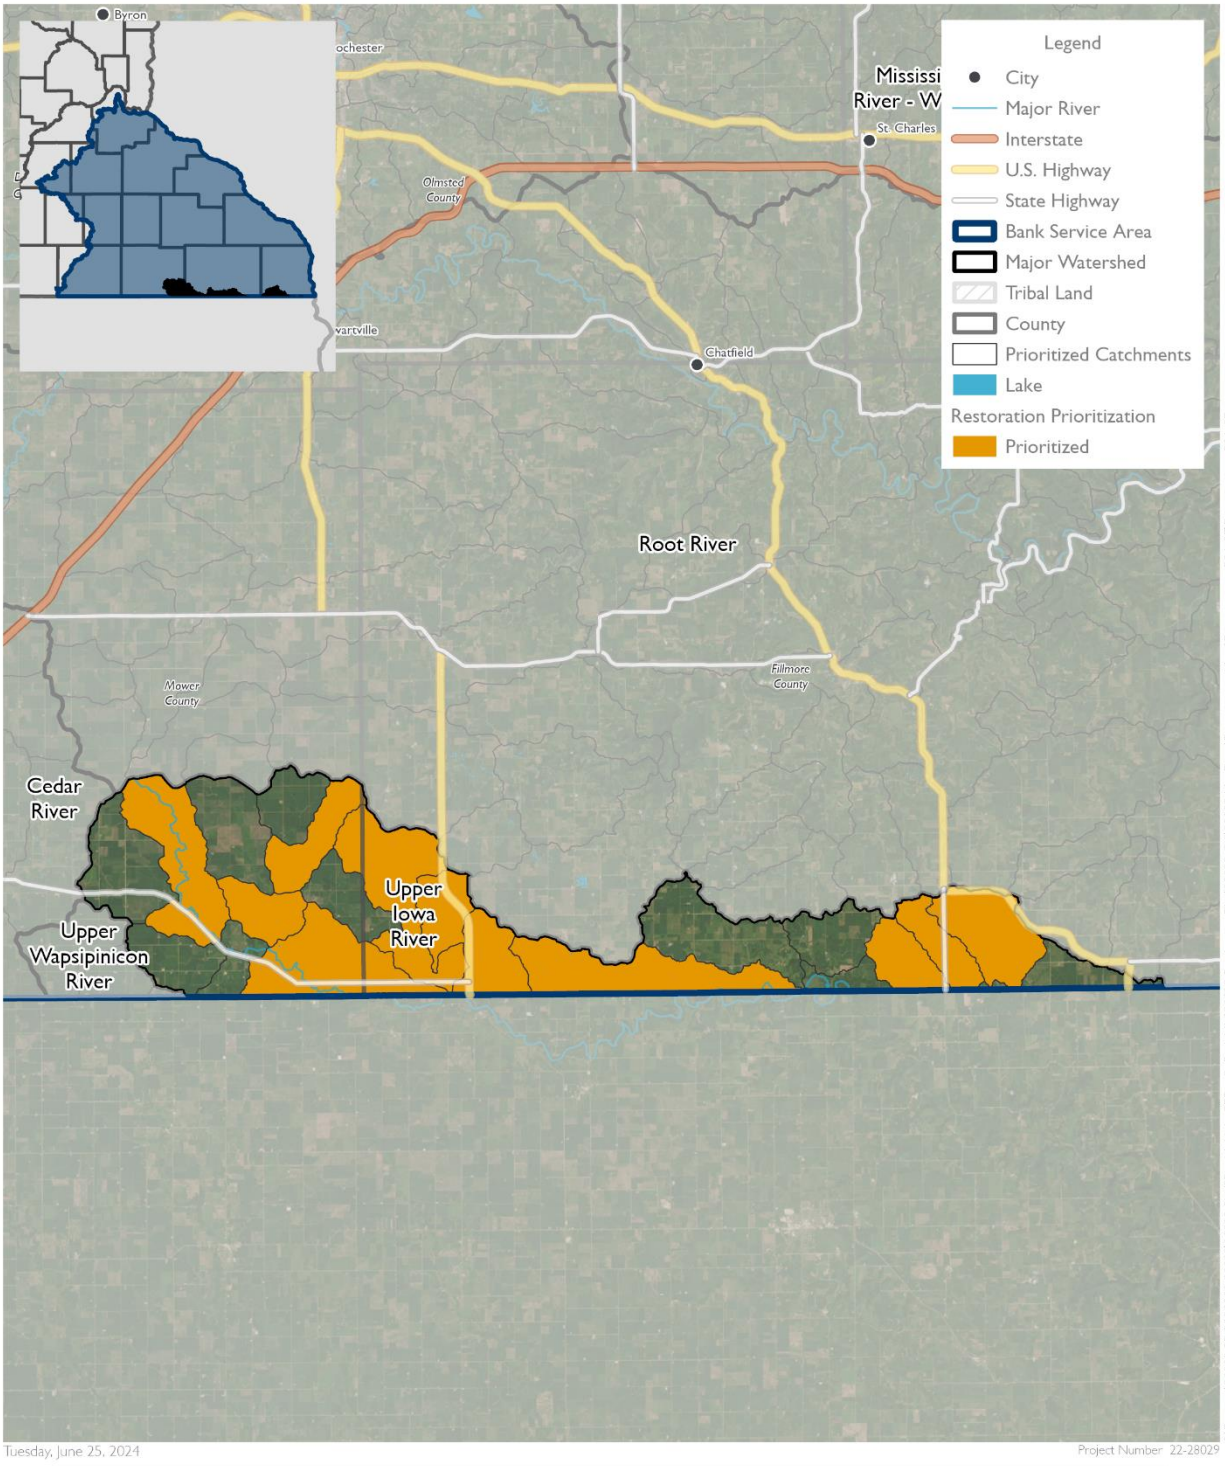 Byron
ochester
Mississi
River - W
St. Charles
Olmsted
County
vartville
Chatfield
Root River
Fillmore
County
Mower
County
Cedar
River
Upper
Iowa
River
Upper
Wapsipinicon
River
Legend
City
Major River
Interstate
U.S. Highway
State Highway
Bank Service Area
Major Watershed
Tribal Land
County
Prioritized Catchments
Lake
Restoration Prioritization
Prioritized
Tuesday, June 25, 2024
Project Number 22-28029